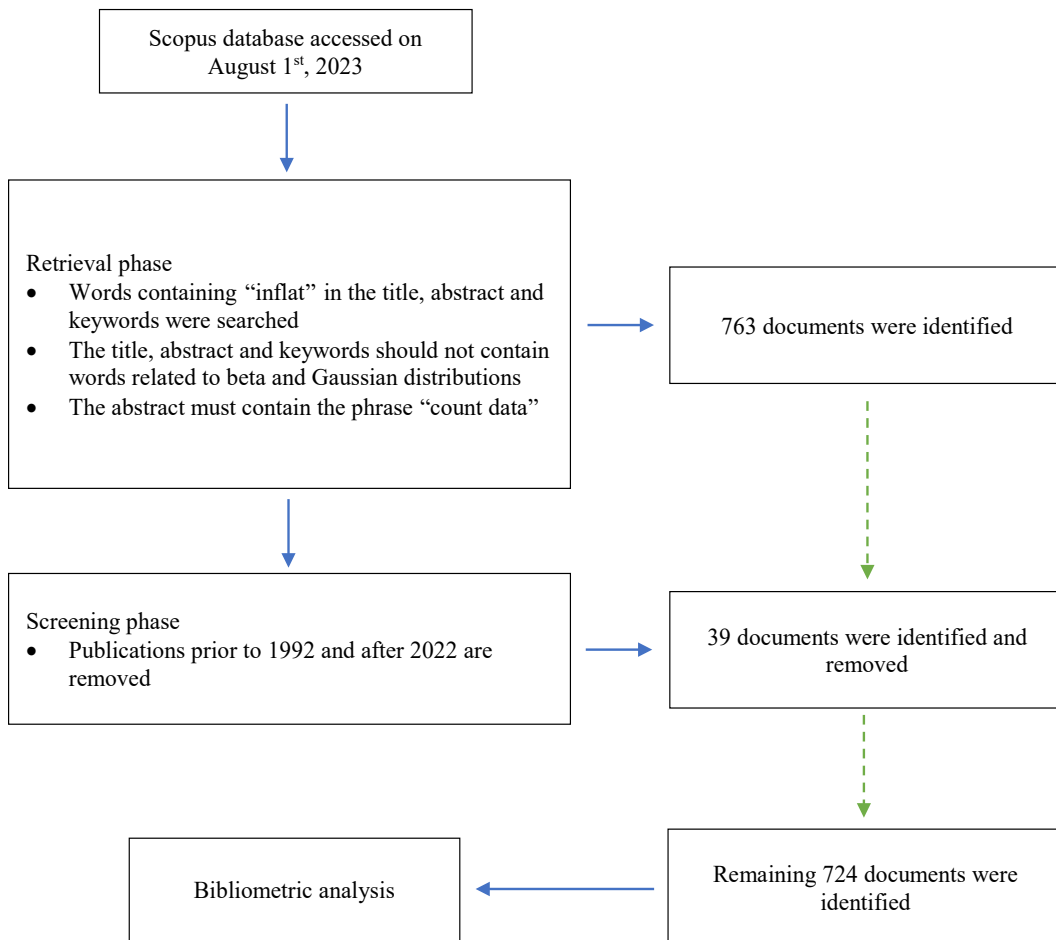 Scopus database accessed on
August 1st, 2023
Retrieval phase
• Words containing “inflat” in the title, abstract and
keywords were searched
• The title, abstract and keywords should not contain
words related to beta and Gaussian distributions
• The abstract must contain the phrase “count data”
763 documents were identified
Screening phase
• Publications prior to 1992 and after 2022 are
removed
39 documents were identified and
removed
Bibliometric analysis
Remaining 724 documents were
identified